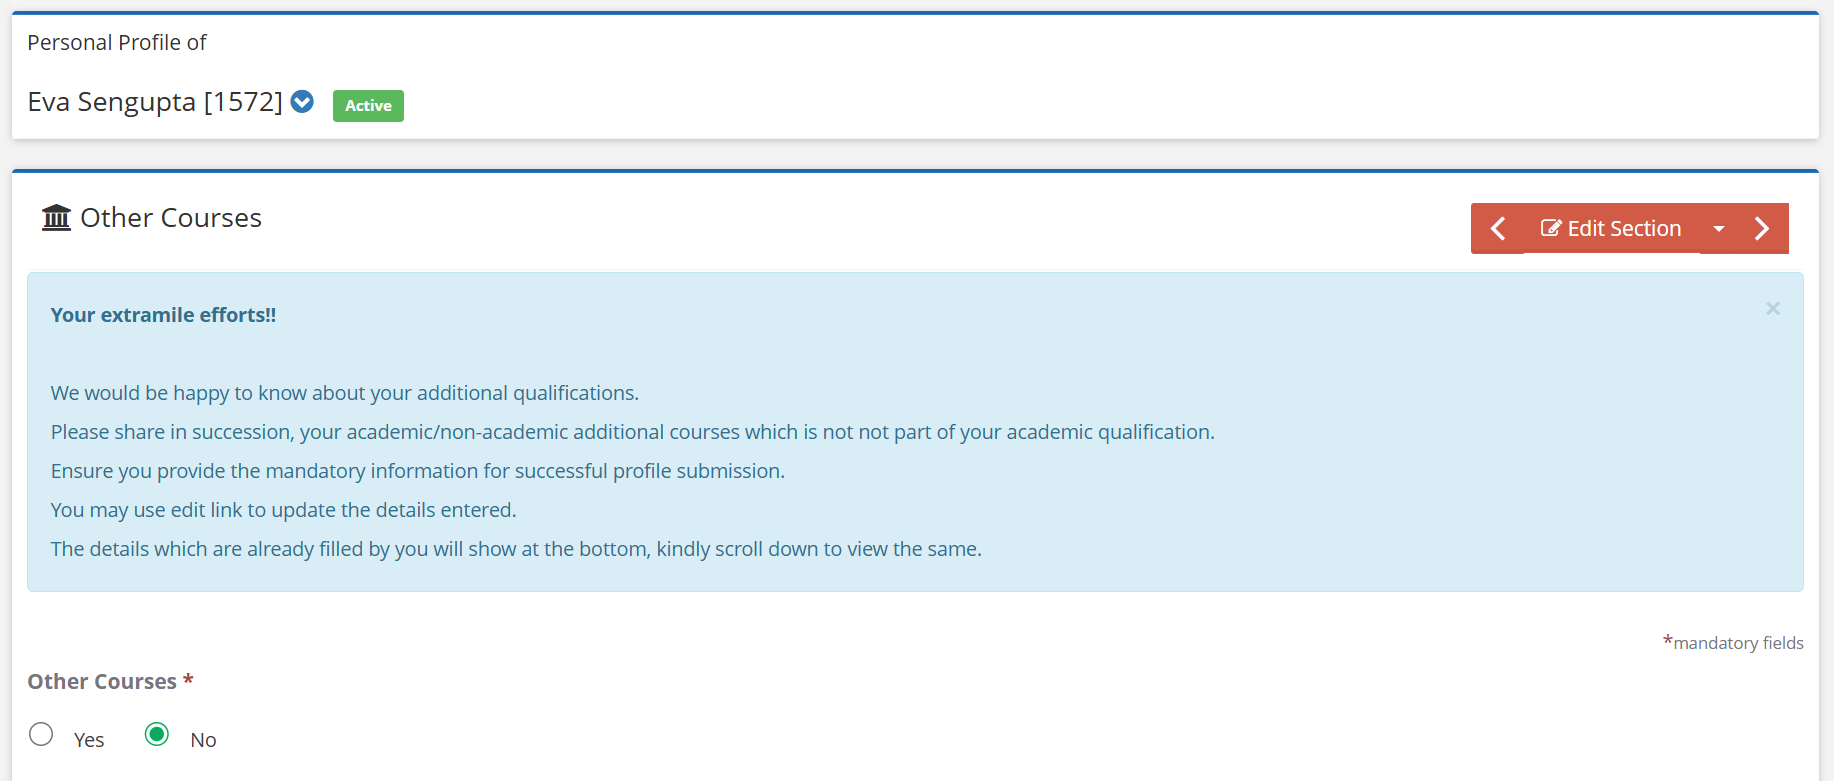 Personal Profile of
Eva Sengupta [1572] Active
Other Courses
Edit Section
Your extramile efforts!!
We would be happy to know about your additional qualifications.
Please share in succession, your academic/non-academic additional courses which is not not part of your academic qualification.
Ensure you provide the mandatory information for successful profile submission.
You may use edit link to update the details entered.
The details which are already filled by you will show at the bottom, kindly scroll down to view the same.
*mandatory fields
Other Courses *
Yes No